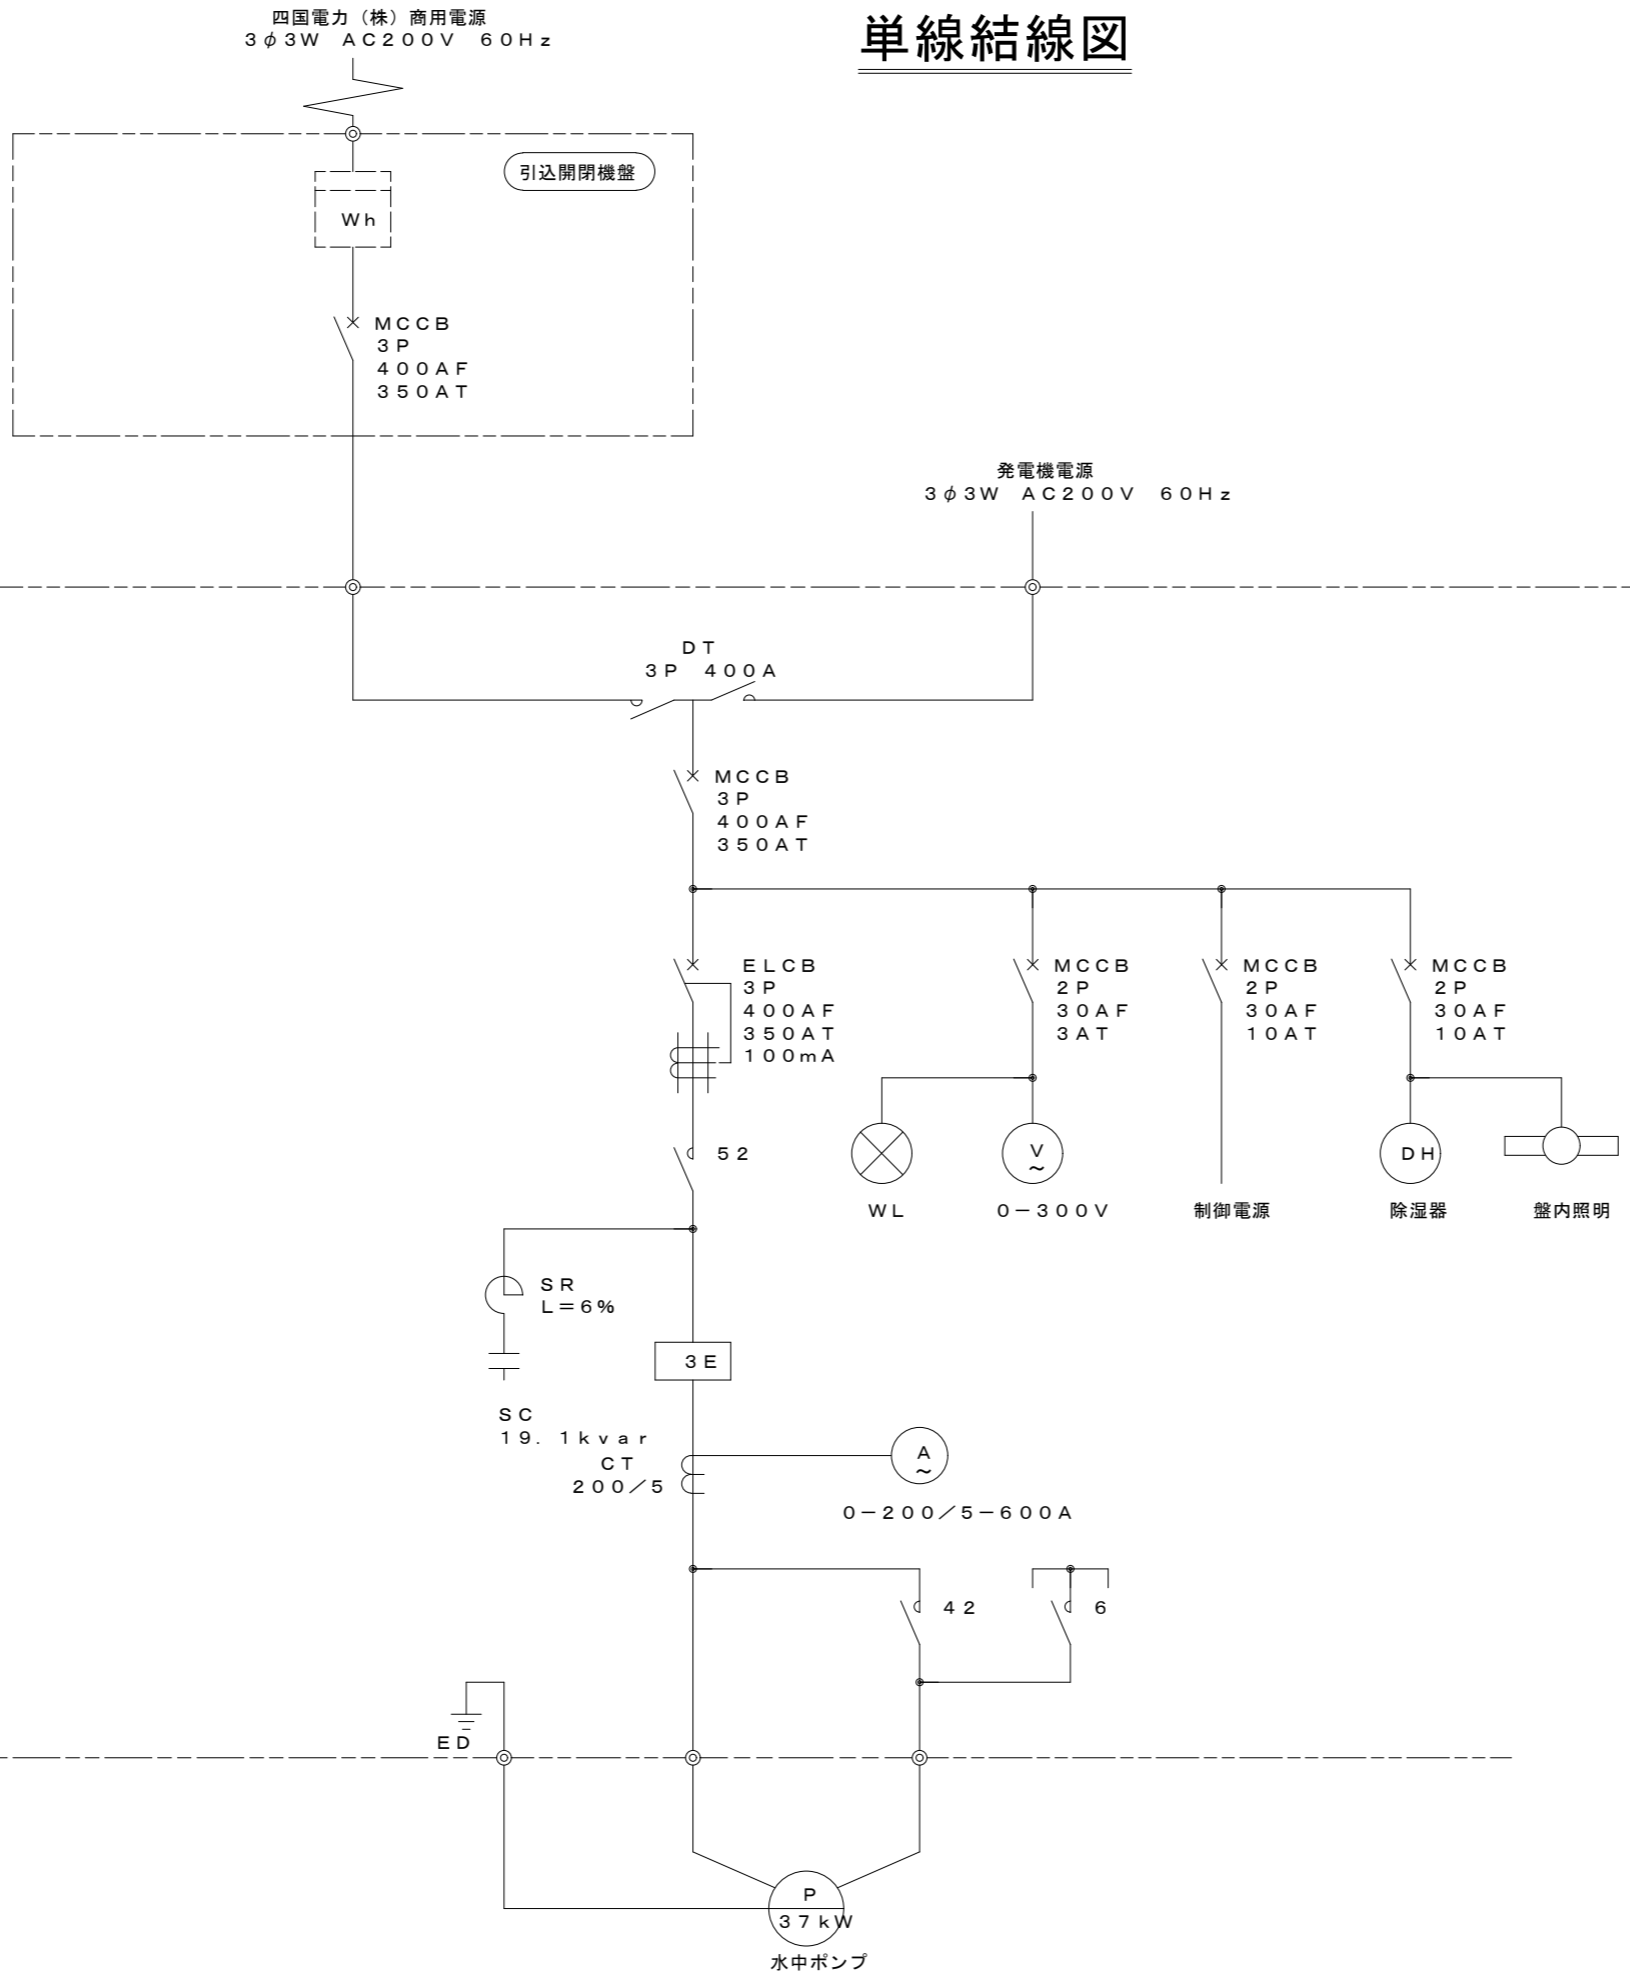 四国電力（株）商用電源
３φ３Ｗ　ＡＣ２００Ｖ　６０Ｈｚ
単線結線図
引込開閉機盤
Ｗｈ
ＭＣＣＢ
３Ｐ
４００ＡＦ
３５０ＡＴ
発電機電源
３φ３Ｗ　ＡＣ２００Ｖ　６０Ｈｚ
ＤＴ
３Ｐ　４００Ａ
ＭＣＣＢ
３Ｐ
４００ＡＦ
３５０ＡＴ
ＥＬＣＢ
３Ｐ
４００ＡＦ
３５０ＡＴ
１００ｍＡ
ＭＣＣＢ
２Ｐ
３０ＡＦ
３ＡＴ
ＭＣＣＢ
２Ｐ
３０ＡＦ
１０ＡＴ
ＭＣＣＢ
２Ｐ
３０ＡＦ
１０ＡＴ
５２
Ｖ
～
ＤＨ
ＷＬ
０－３００Ｖ
制御電源
除湿器
盤内照明
ＳＲ
Ｌ＝６％
３Ｅ
ＳＣ
１９．１ｋｖａｒ
ＣＴ
２００／５
Ａ
～
０－２００／５－６００Ａ
４２
６
ＥＤ
Ｐ
３７ｋＷ
水中ポンプ